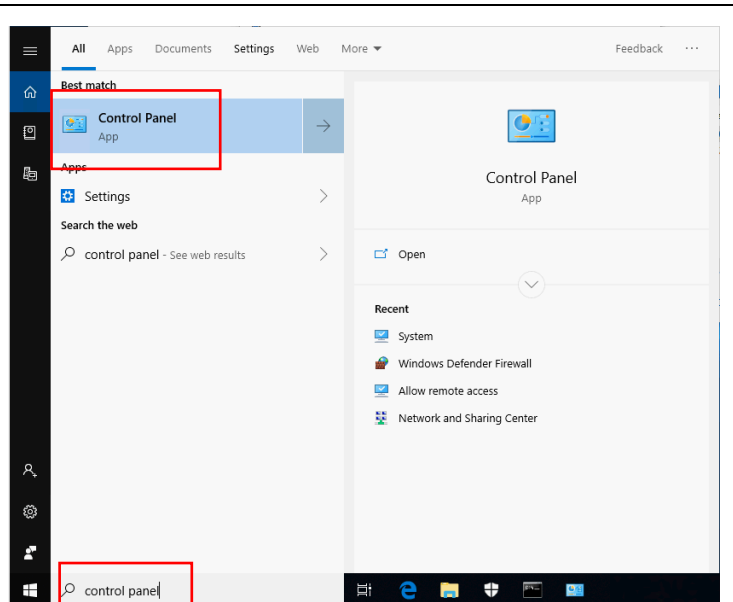 All Apps Documents Settings Web More Feedback ...
Best match
Control Panel
App
Apps
Settings
Search the web
control panel - See web results
Control Panel
App
Open
Recent
System
Windows Defender Firewall
Allow remote access
Network and Sharing Center
control panel